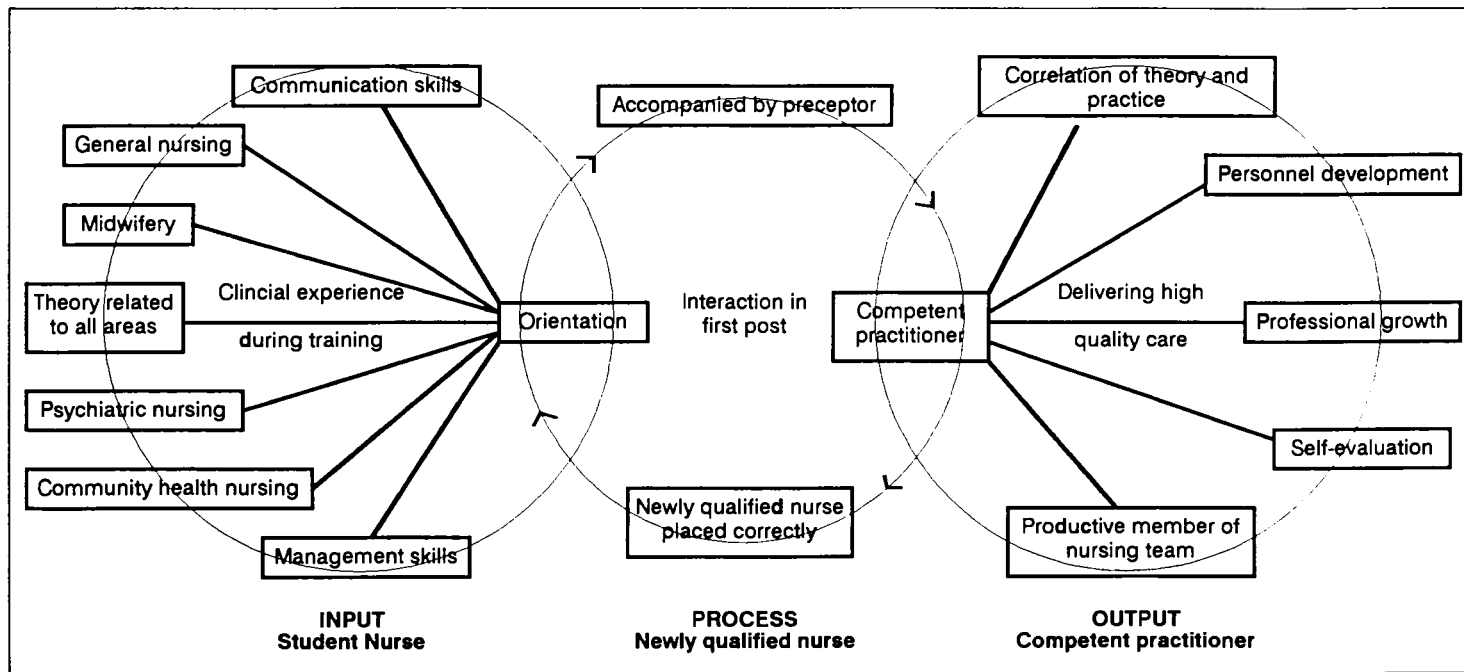 Communication skills
General nursing
Midwifery
Theory related
to all areas
Clincial experience
during training
Psychiatric nursing
Community health nursing
Management skills
Orientation
Accompanied by preceptor
Interaction in
first post
Newly qualified nurse
placed correctly
Competent
practitioner
Correlation of theory and
practice
Personnel development
Delivering high
quality care
Professional growth
Self-evaluation
Productive member of
nursing team
INPUT
Student Nurse
PROCESS
Newly qualified nurse
OUTPUT
Competent practitioner